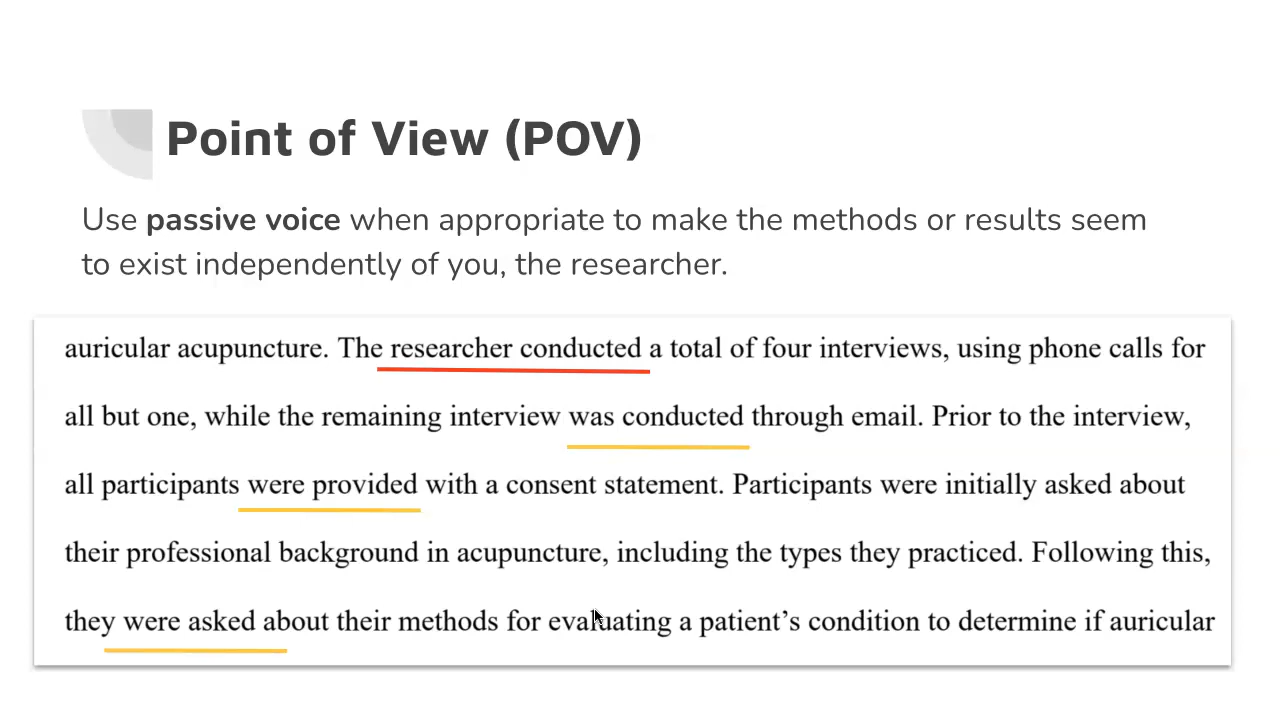 Point of View (POV)
Use passive voice when appropriate to make the methods or results seem
to exist independently of you, the researcher.
auricular acupuncture. The researcher conducted a total of four interviews, using phone calls for
all but one, while the remaining interview was conducted through email. Prior to the interview,
all participants were provided with a consent statement. Participants were initially asked about
their professional background in acupuncture, including the types they practiced. Following this,
they were asked about their methods for evaluating a patient’s condition to determine if auricular